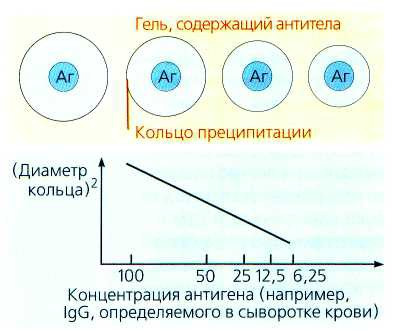 Гель, содержащий антитела
Аг Аг Аг Аг
Кольцо преципитации
(Диаметр
кольца)²
100 50 25 12,5 6,25
Концентрация антигена (например,
IgG, определяемого в сыворотке крови)